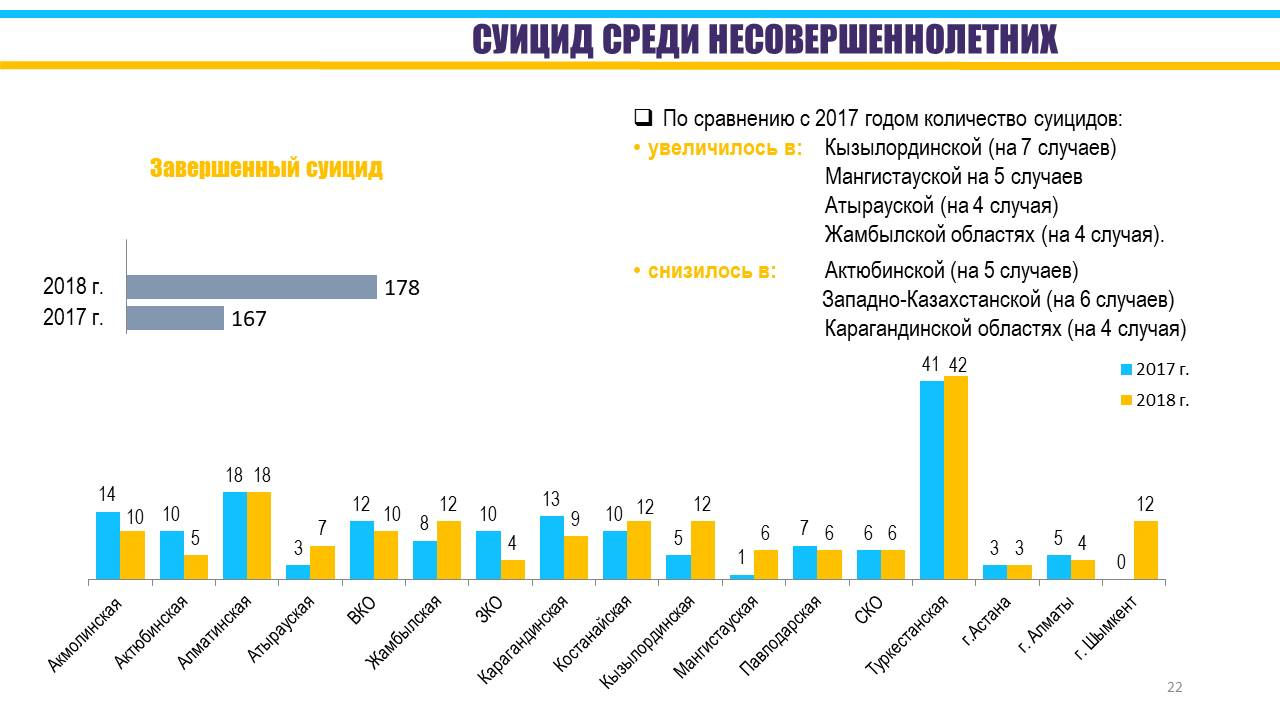 СУИЦИД СРЕДИ НЕСОВЕРШЕННОЛЕТНИХ
❑ По сравнению с 2017 годом количество суицидов:
• увеличилось в: Кызылординской (на 7 случаев)
Мангистауской на 5 случаев
Атырауской (на 4 случая)
Жамбылской областях (на 4 случая).
• снизилось в: Актюбинской (на 5 случаев)
Западно-Казахстанской (на 6 случаев)
Карагандинской областях (на 4 случая)
Завершенный суицид
2018 г. 178
2017 г. 167
2017 г.
2018 г.
14 10 10 5 18 18 3 7 12 10 8 12 10 4 13 9 10 12 5 12 1 6 7 6 6 6 41 42 3 3 5 4 0 12
Акмолинская
Актюбинская
Алматинская
Атырауская
ВКО
Жамбылская
ЗКО
Карагандинская
Костанайская
Кызылординская
Мангистауская
Павлодарская
СКО
Туркестанская
г.Астана
г. Алматы
г. Шымкент
22